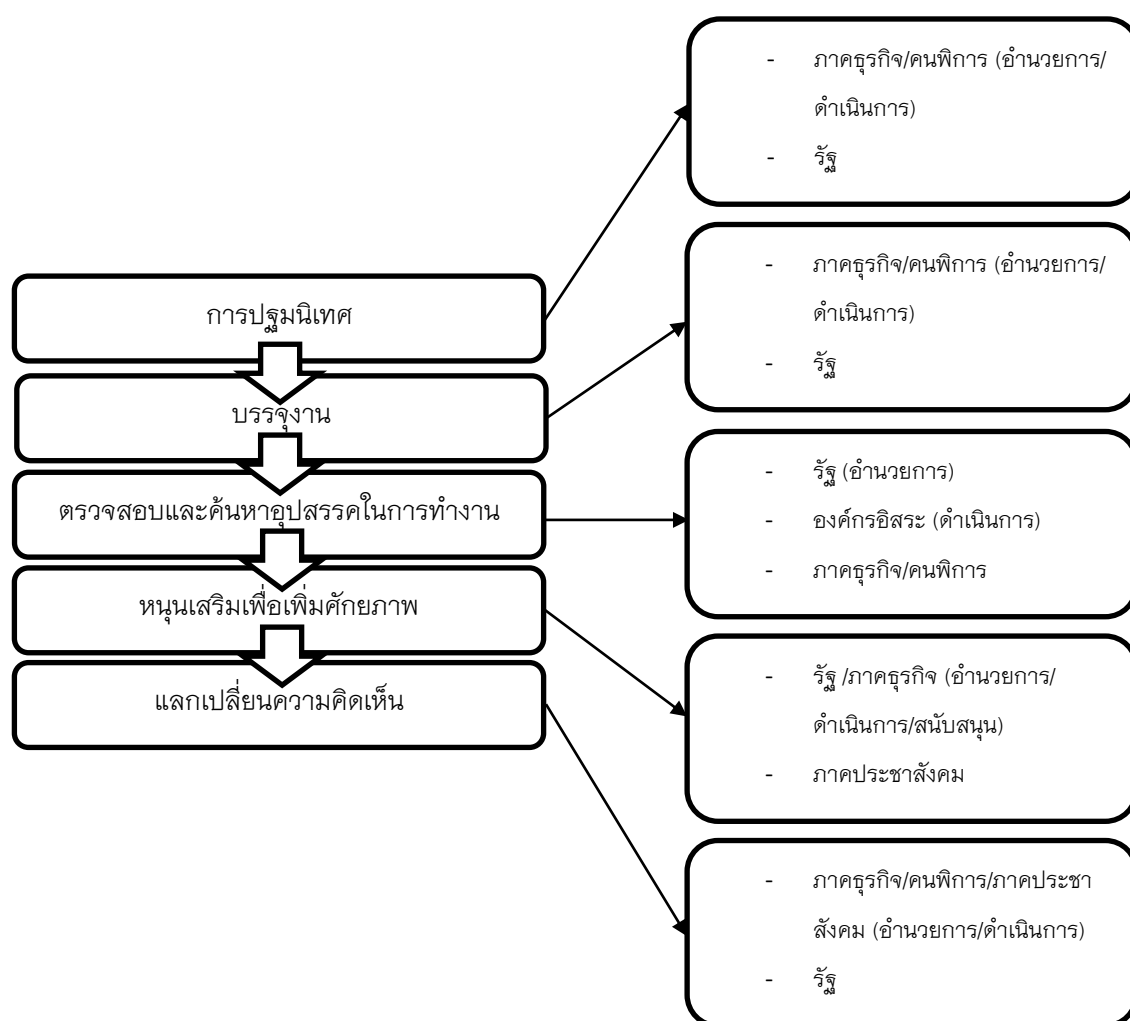 การปฐมนิเทศ
บรรจุงาน
ตรวจสอบและค้นหาอุปสรรคในการทำงาน
หนุนเสริมเพื่อเพิ่มศักยภาพ
แลกเปลี่ยนความคิดเห็น
- ภาคธุรกิจ/คนพิการ (อำนวยการ/
ดำเนินการ)
- รัฐ
- ภาคธุรกิจ/คนพิการ (อำนวยการ/
ดำเนินการ)
- รัฐ
- รัฐ (อำนวยการ)
- องค์กรอิสระ (ดำเนินการ)
- ภาคธุรกิจ/คนพิการ
- รัฐ /ภาคธุรกิจ (อำนวยการ/
ดำเนินการ/สนับสนุน)
- ภาคประชาสังคม
- ภาคธุรกิจ/คนพิการ/ภาคประชา
สังคม (อำนวยการ/ดำเนินการ)
- รัฐ